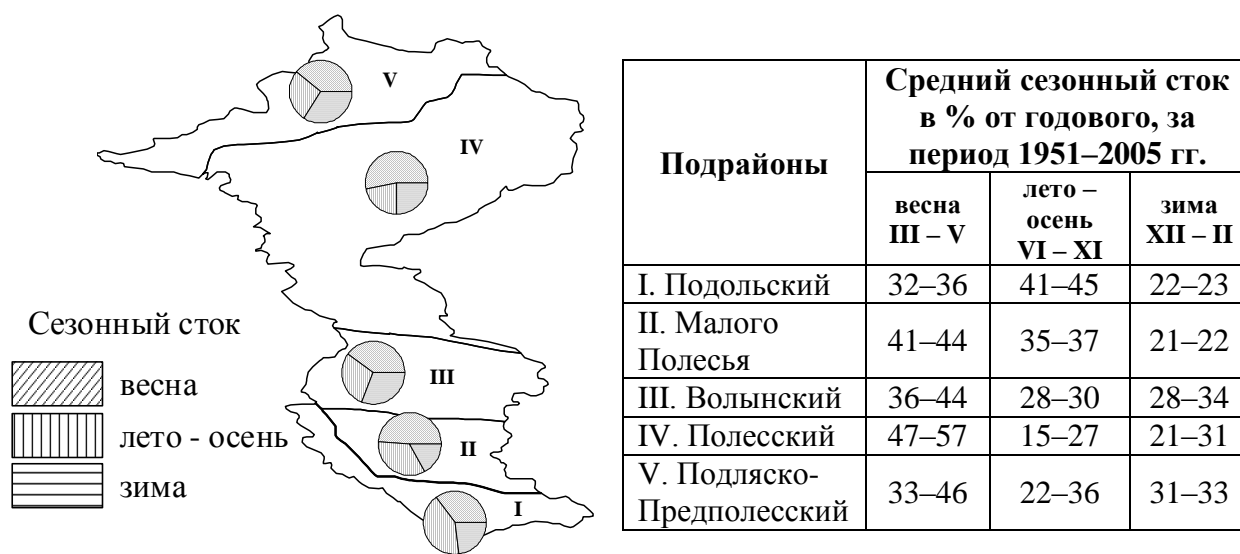 V
IV
III
II
I
Сезонный сток
весна
лето - осень
зима
Подрайоны
Средний сезонный сток
в % от годового, за
период 1951–2005 гг.
весна
III – V
лето –
осень
VI – XI
зима
XII – II
I. Подольский 32–36 41–45 22–23
II. Малого
Полесья 41–44 35–37 21–22
III. Волынский 36–44 28–30 28–34
IV. Полесский 47–57 15–27 21–31
V. Подляско-
Предполесский 33–46 22–36 31–33